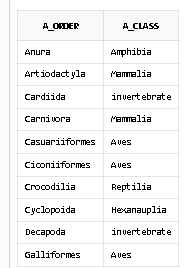 A_ORDER A_CLASS
Anura Amphibia
Artiodactyla Mammalia
Cardiida invertebrate
Carnivora Mammalia
Casuariiformes Aves
Ciconiiformes Aves
Crocodilia Reptilia
Cyclopoida Hexanauplia
Decapoda invertebrate
Galliformes Aves